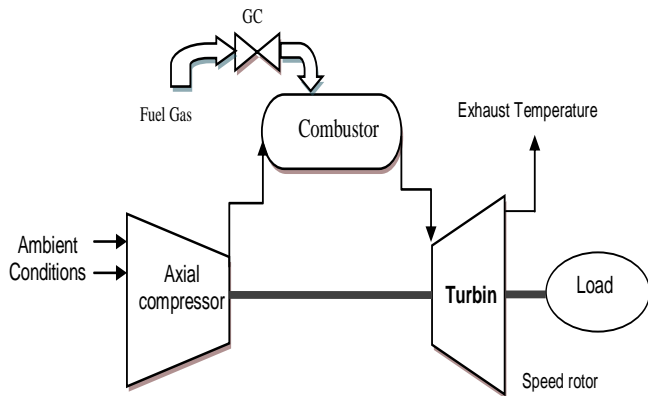 GC
Fuel Gas
Combustor
Exhaust Temperature
Ambient
Conditions
Axial
compressor
Turbin
Load
Speed rotor